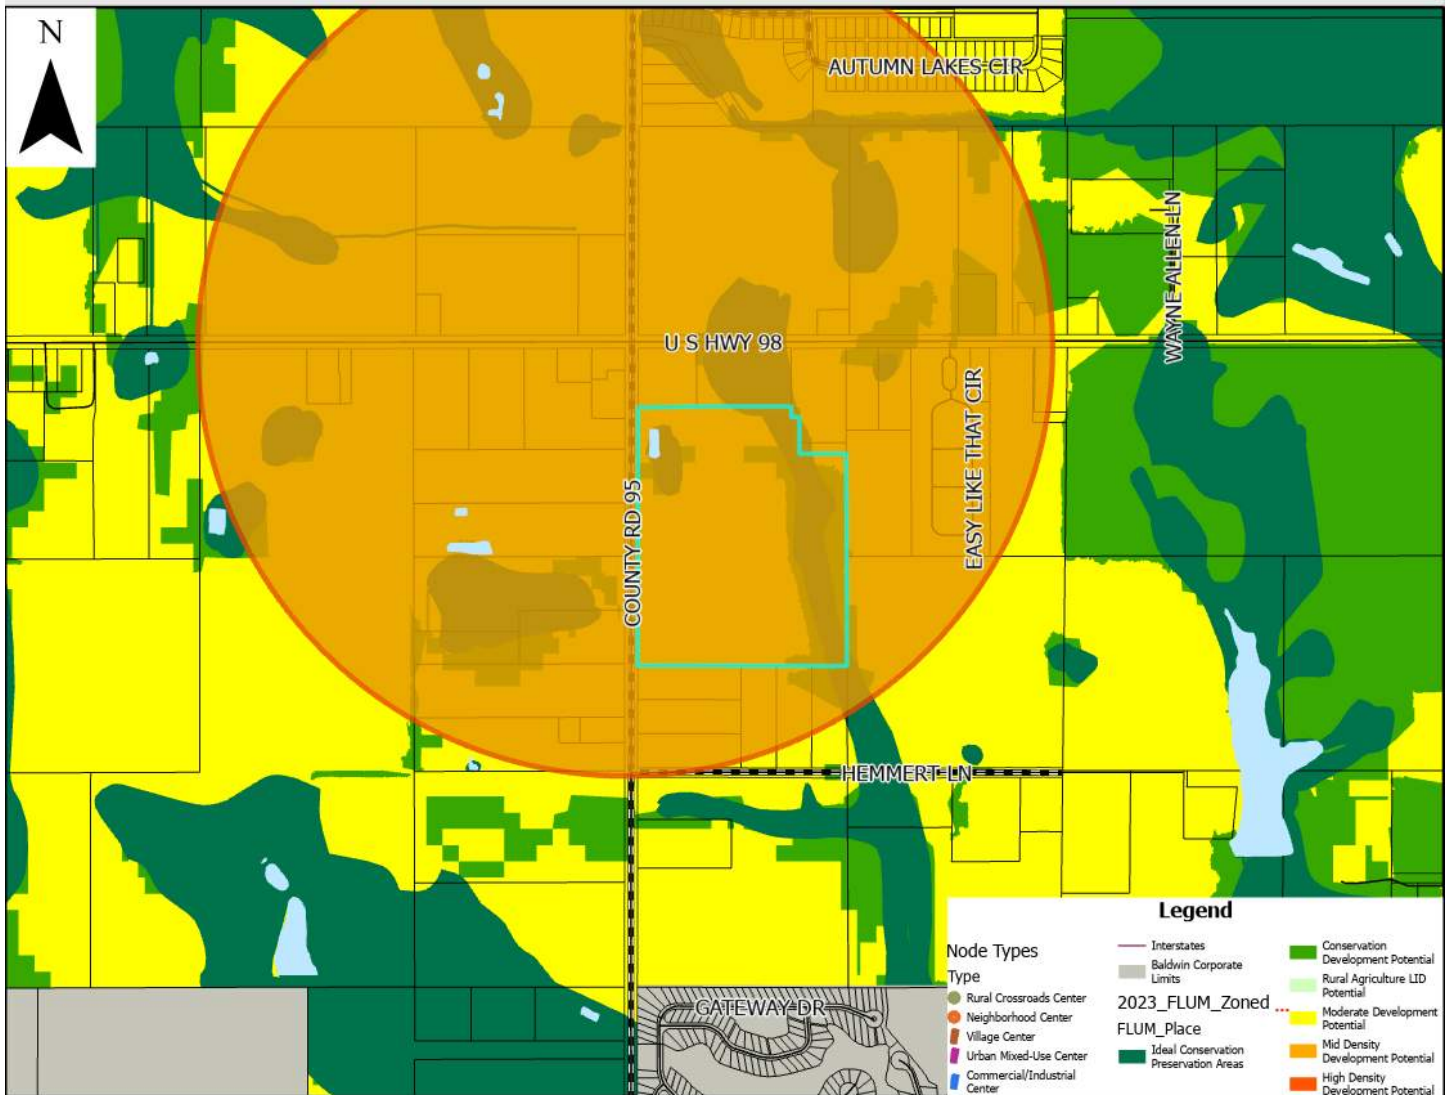 N
AUTUMN LAKES CIR
WAYNE ALLEN LN
U S HWY 98
EASY LIKE THAT CIR
COUNTY RD 95
HEMMERT LN
GATEWAY DR
Legend
Node Types
Type
Rural Crossroads Center
Neighborhood Center
Village Center
Urban Mixed-Use Center
Commercial/Industrial
Center
Interstates
Baldwin Corporate
Limits
2023_FLUM_Zoned
FLUM_Place
Ideal Conservation
Preservation Areas
Conservation
Development Potential
Rural Agriculture LID
Potential
Moderate Development
Potential
Mid Density
Development Potential
High Density
Development Potential